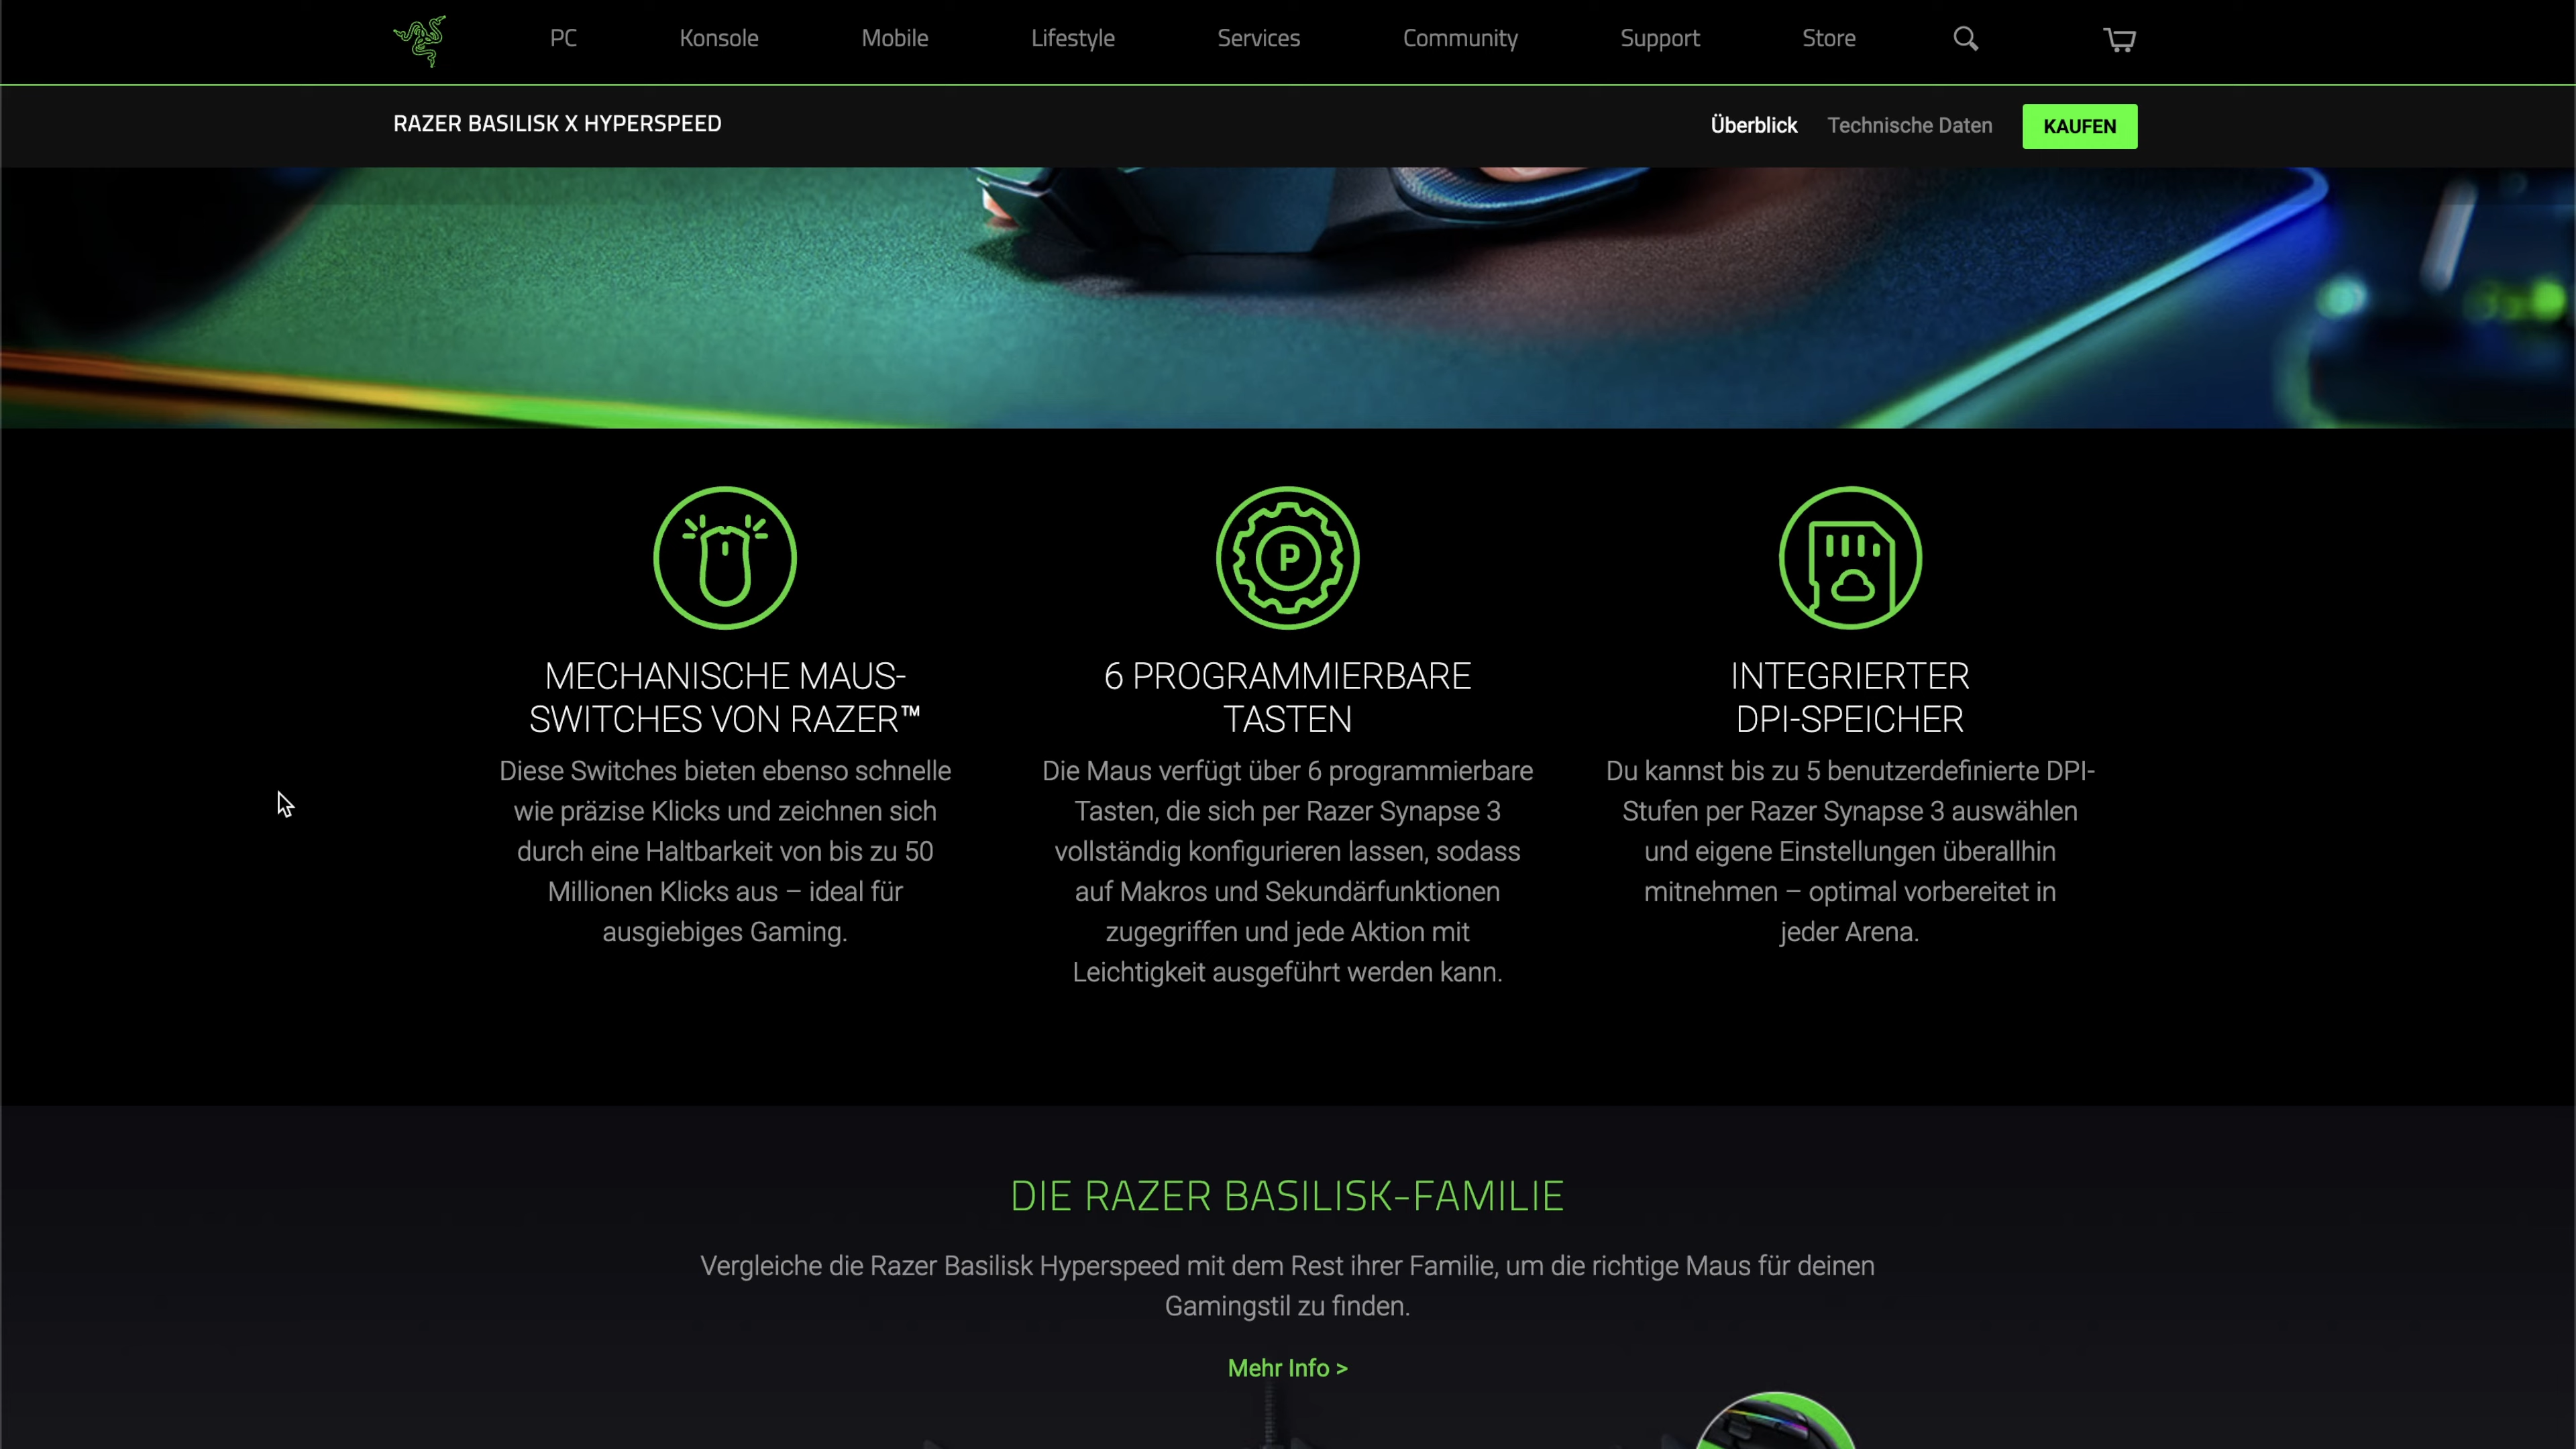 PC Konsole Mobile Lifestyle Services Community Support Store
RAZER BASILISK X HYPERSPEED
Überblick Technische Daten KAUFEN
P
MECHANISCHE MAUS-
SWITCHES VON RAZER™
Diese Switches bieten ebenso schnelle
wie präzise Klicks und zeichnen sich
durch eine Haltbarkeit von bis zu 50
Millionen Klicks aus – ideal für
ausgiebiges Gaming.
6 PROGRAMMIERBARE
TASTEN
Die Maus verfügt über 6 programmierbare
Tasten, die sich per Razer Synapse 3
vollständig konfigurieren lassen, sodass
auf Makros und Sekundärfunktionen
zugegriffen und jede Aktion mit
Leichtigkeit ausgeführt werden kann.
INTEGRIERTER
DPI-SPEICHER
Du kannst bis zu 5 benutzerdefinierte DPI-
Stufen per Razer Synapse 3 auswählen
und eigene Einstellungen überallhin
mitnehmen – optimal vorbereitet in
jeder Arena.
DIE RAZER BASILISK-FAMILIE
Vergleiche die Razer Basilisk Hyperspeed mit dem Rest ihrer Familie, um die richtige Maus für deinen
Gamingstil zu finden.
Mehr Info >